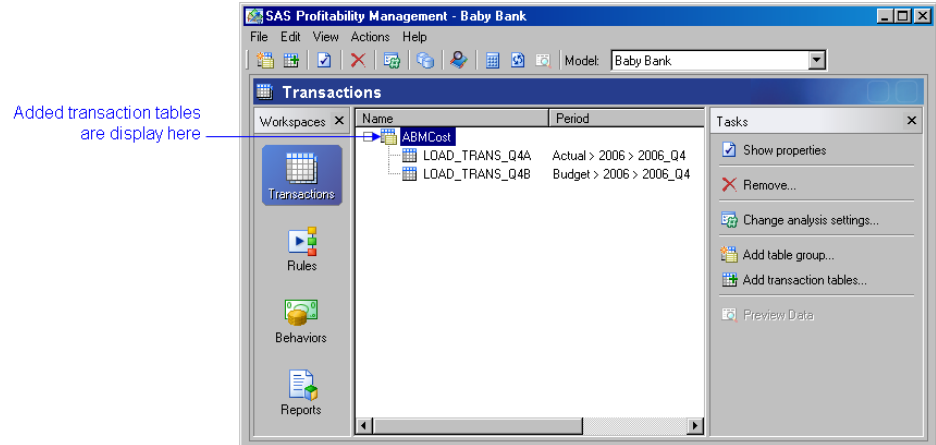 SAS Profitability Management - Baby Bank
File Edit View Actions Help
Model: Baby Bank
Transactions
Added transaction tables
are display here
Workspaces
Transactions
Rules
Behaviors
Reports
Name Period
ABMCost
LOAD_TRANS_Q4A Actual > 2006 > 2006_Q4
LOAD_TRANS_Q4B Budget > 2006 > 2006_Q4
Tasks
Show properties
Remove...
Change analysis settings...
Add table group...
Add transaction tables...
Preview Data